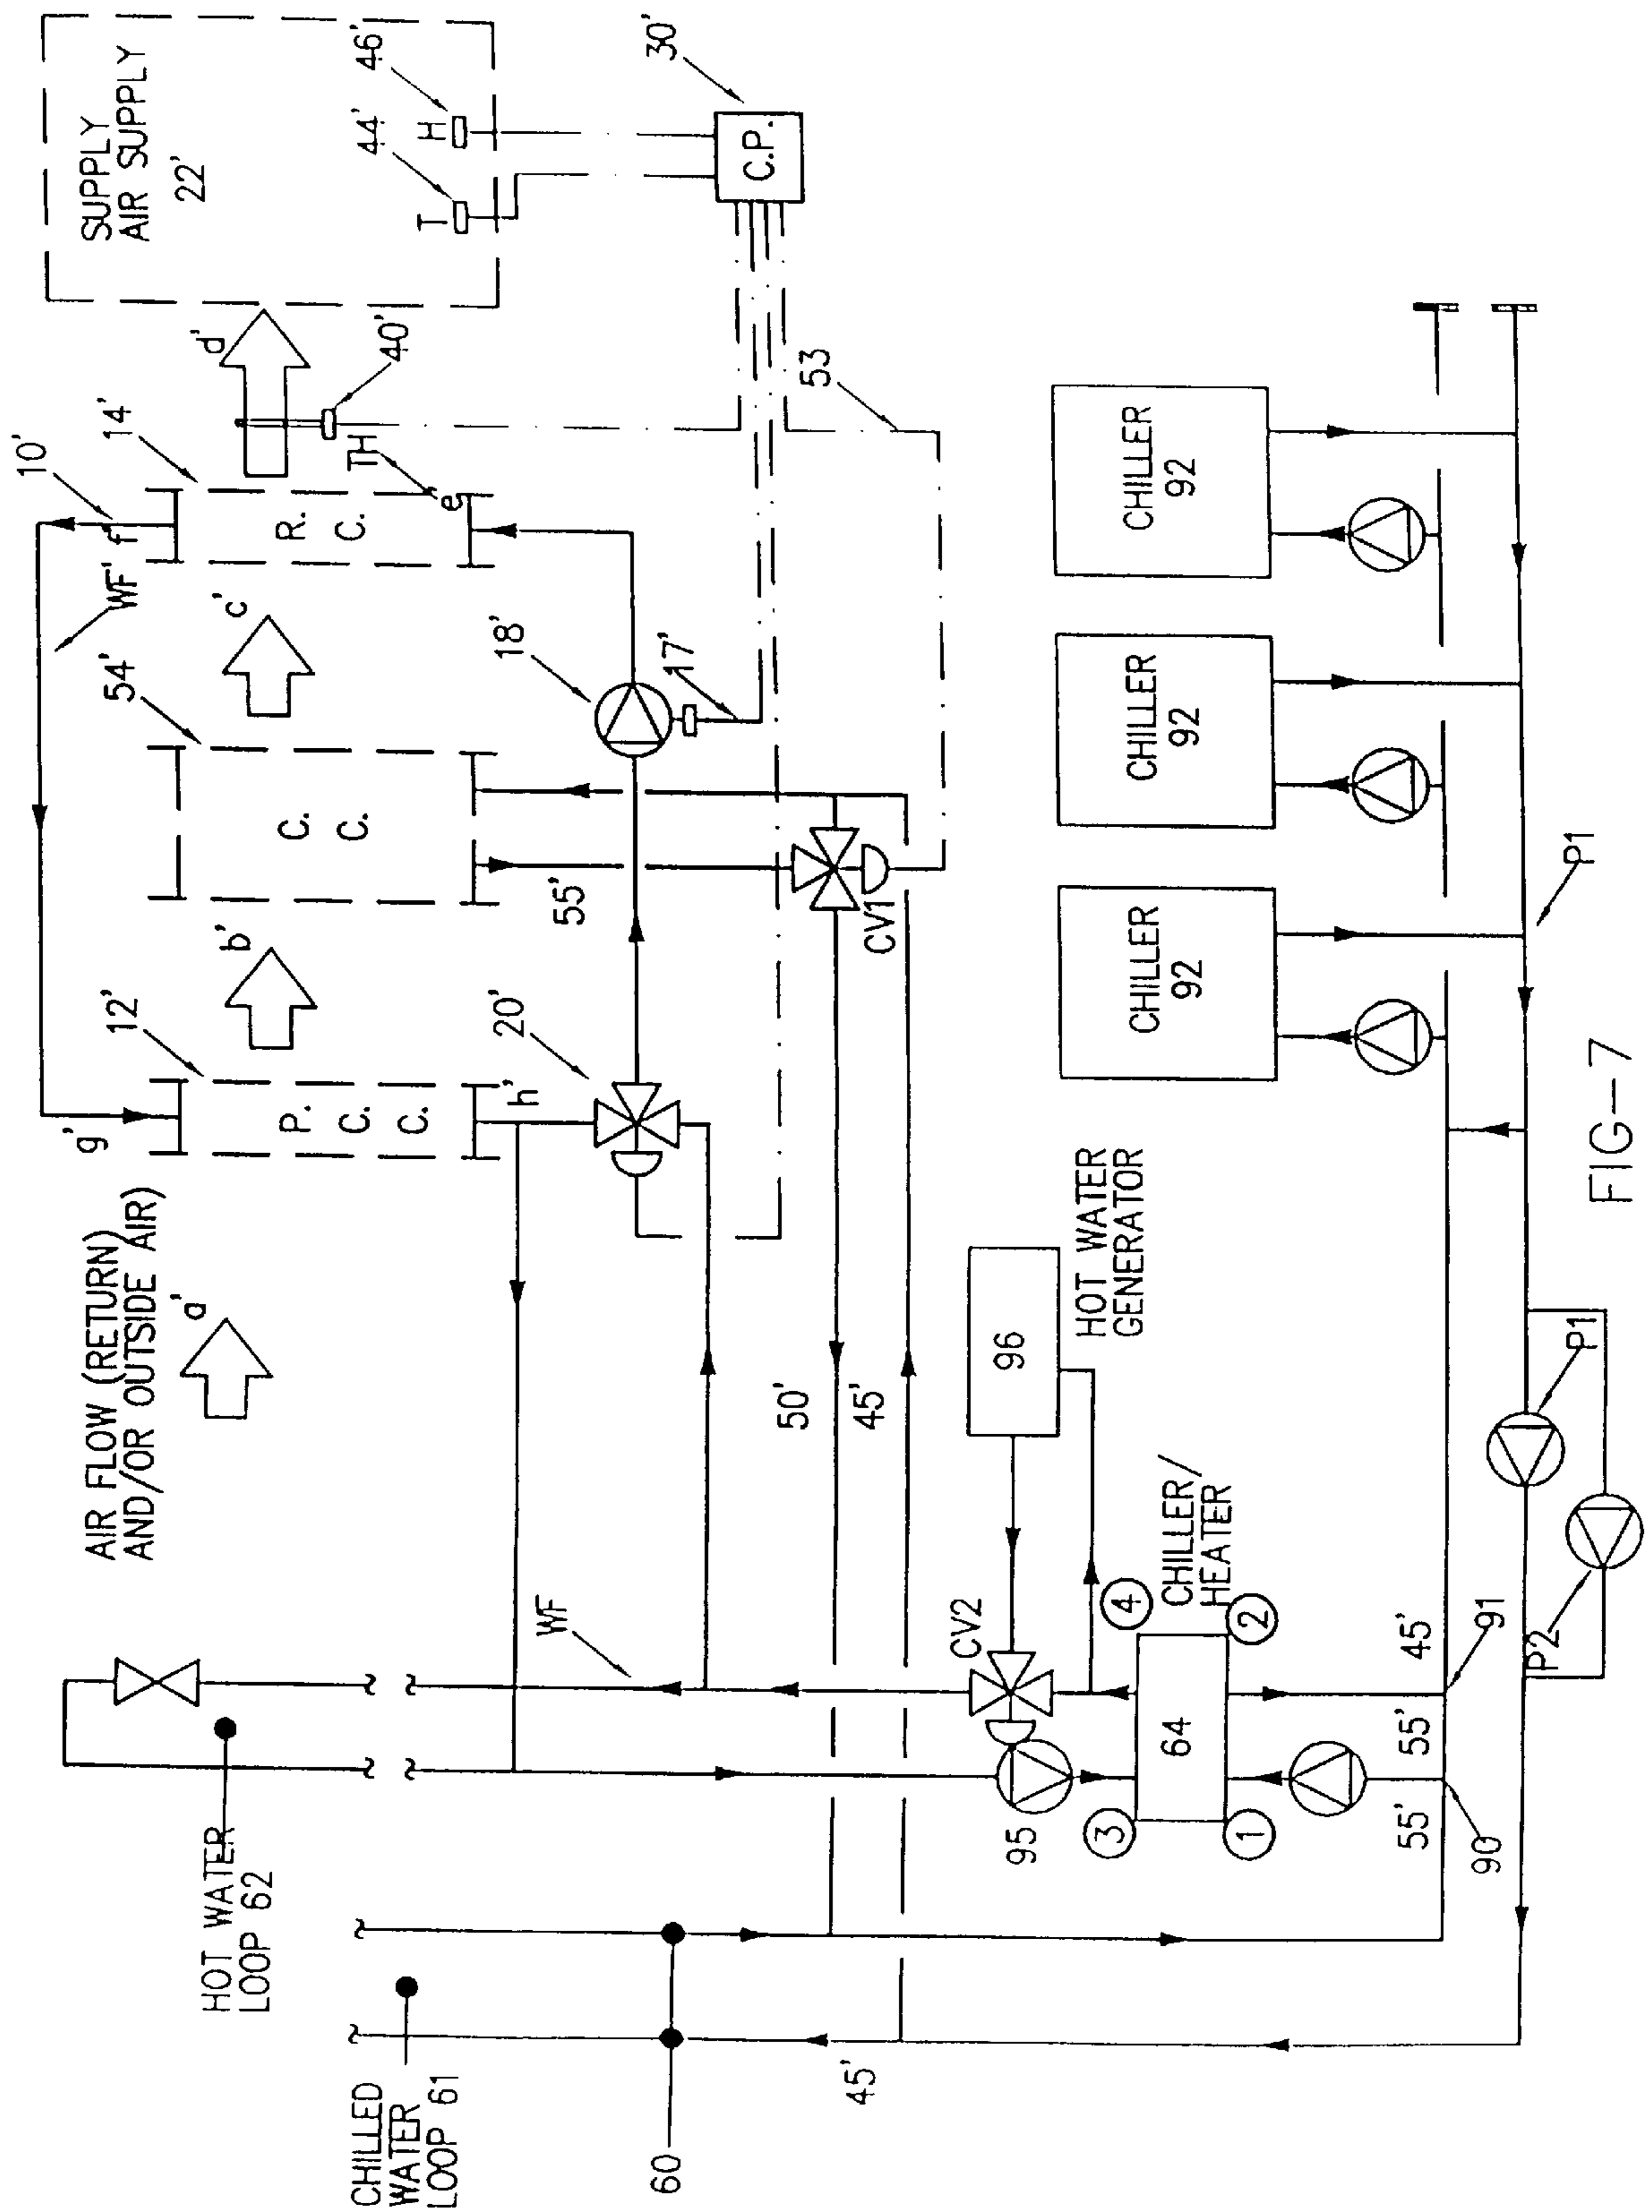 SUPPLY
AIR SUPPLY
22'
44'
46'
T
H
30'
C.P.
d'
40'
TH
10'
14'
f'
e'
R.
C.
WF'
c'
54'
C.
C.
18'
17'
53
55'
b'
12'
g'
P.
C.
C.
h'
20'
CV1
AIR FLOW (RETURN)
AND/OR OUTSIDE AIR)
a'
50'
45'
WF
HOT WATER
LOOP 62
CHILLED
WATER
LOOP 61
60
45'
96
HOT WATER
GENERATOR
CV2
95
CHILLER/
HEATER
64
3
4
1
2
55'
55'
45'
90
91
CHILLER
92
CHILLER
92
CHILLER
92
P1
P1
P2
FIG-7